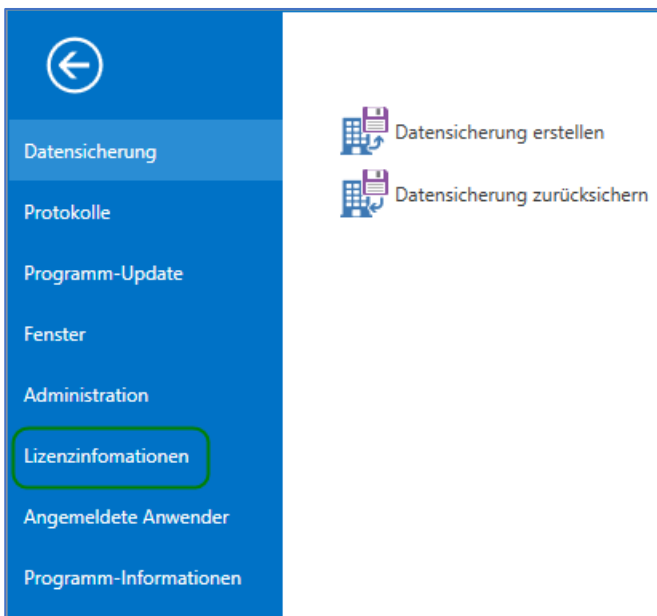 Datensicherung
Protokolle
Programm-Update
Fenster
Administration
Lizenzinfomationen
Angemeldete Anwender
Programm-Informationen
Datensicherung erstellen
Datensicherung zurücksichern